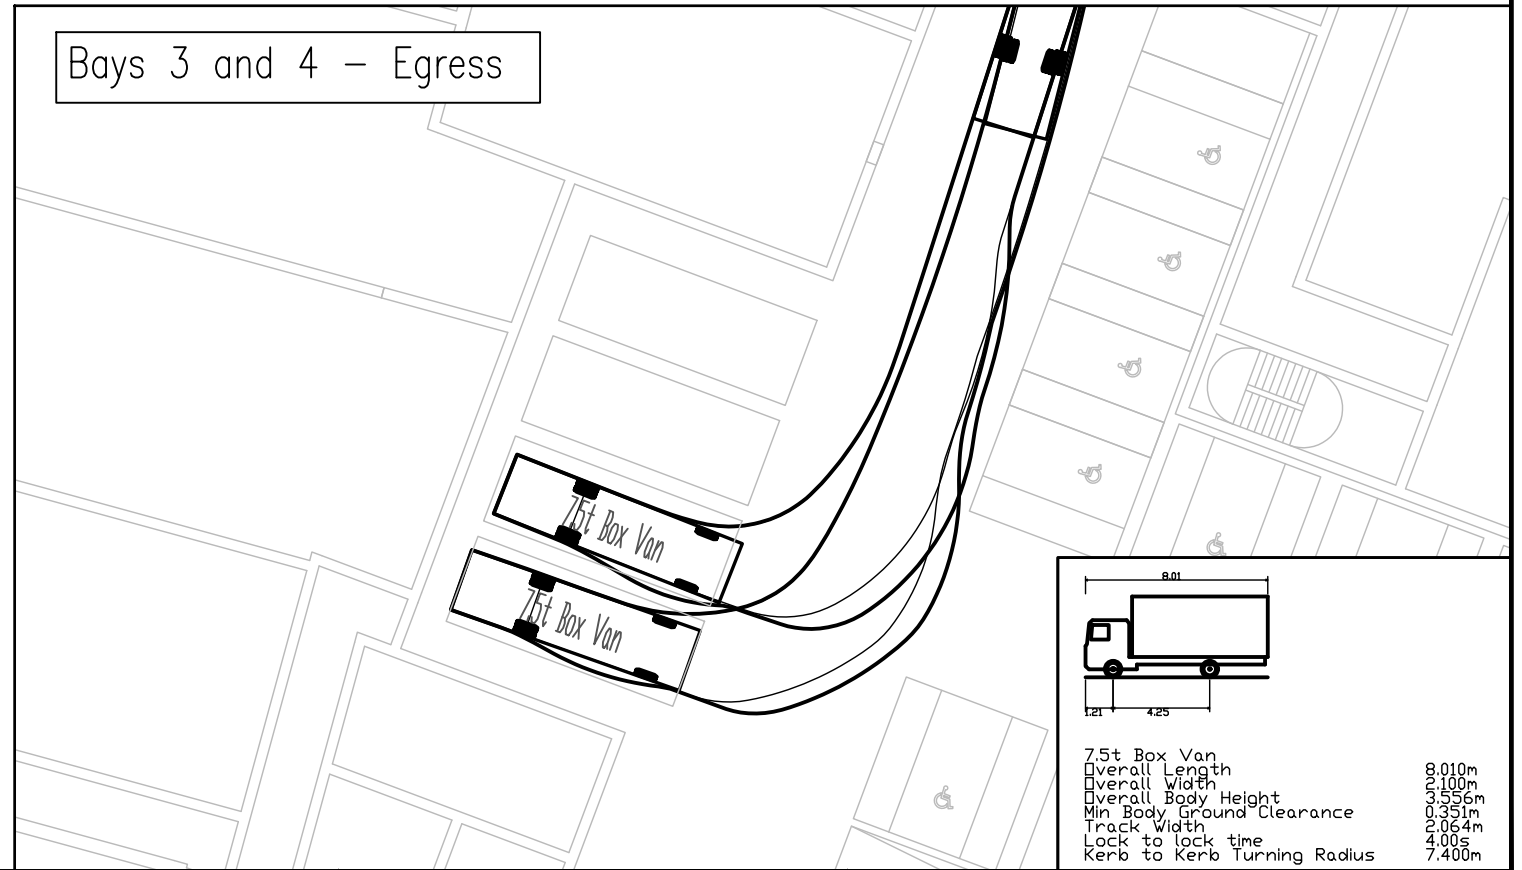 Bays 3 and 4 - Egress
7.5t Box Van
7.5t Box Van
8.01
1.21
4.25
7.5t Box Van
Overall Length 8.010m
Overall Width 2.100m
Overall Body Height 3.556m
Min Body Ground Clearance 0.351m
Track Width 2.064m
Lock to lock time 4.00s
Kerb to Kerb Turning Radius 7.400m